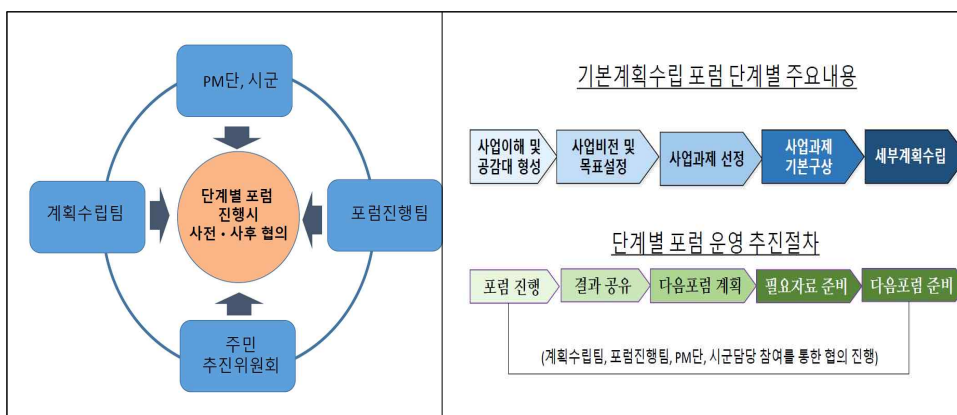 PM단, 시군
계획수립팀
단계별 포럼
진행시
사전·사후 협의
포럼진행팀
주민
추진위원회
기본계획수립 포럼 단계별 주요내용
사업이해 및
공감대 형성
사업비전 및
목표설정
사업과제 선정
사업과제
기본구상
세부계획수립
단계별 포럼 운영 추진절차
포럼 진행
결과 공유
다음포럼 계획
필요자료 준비
다음포럼 준비
(계획수립팀, 포럼진행팀, PM단, 시군담당 참여를 통한 협의 진행)